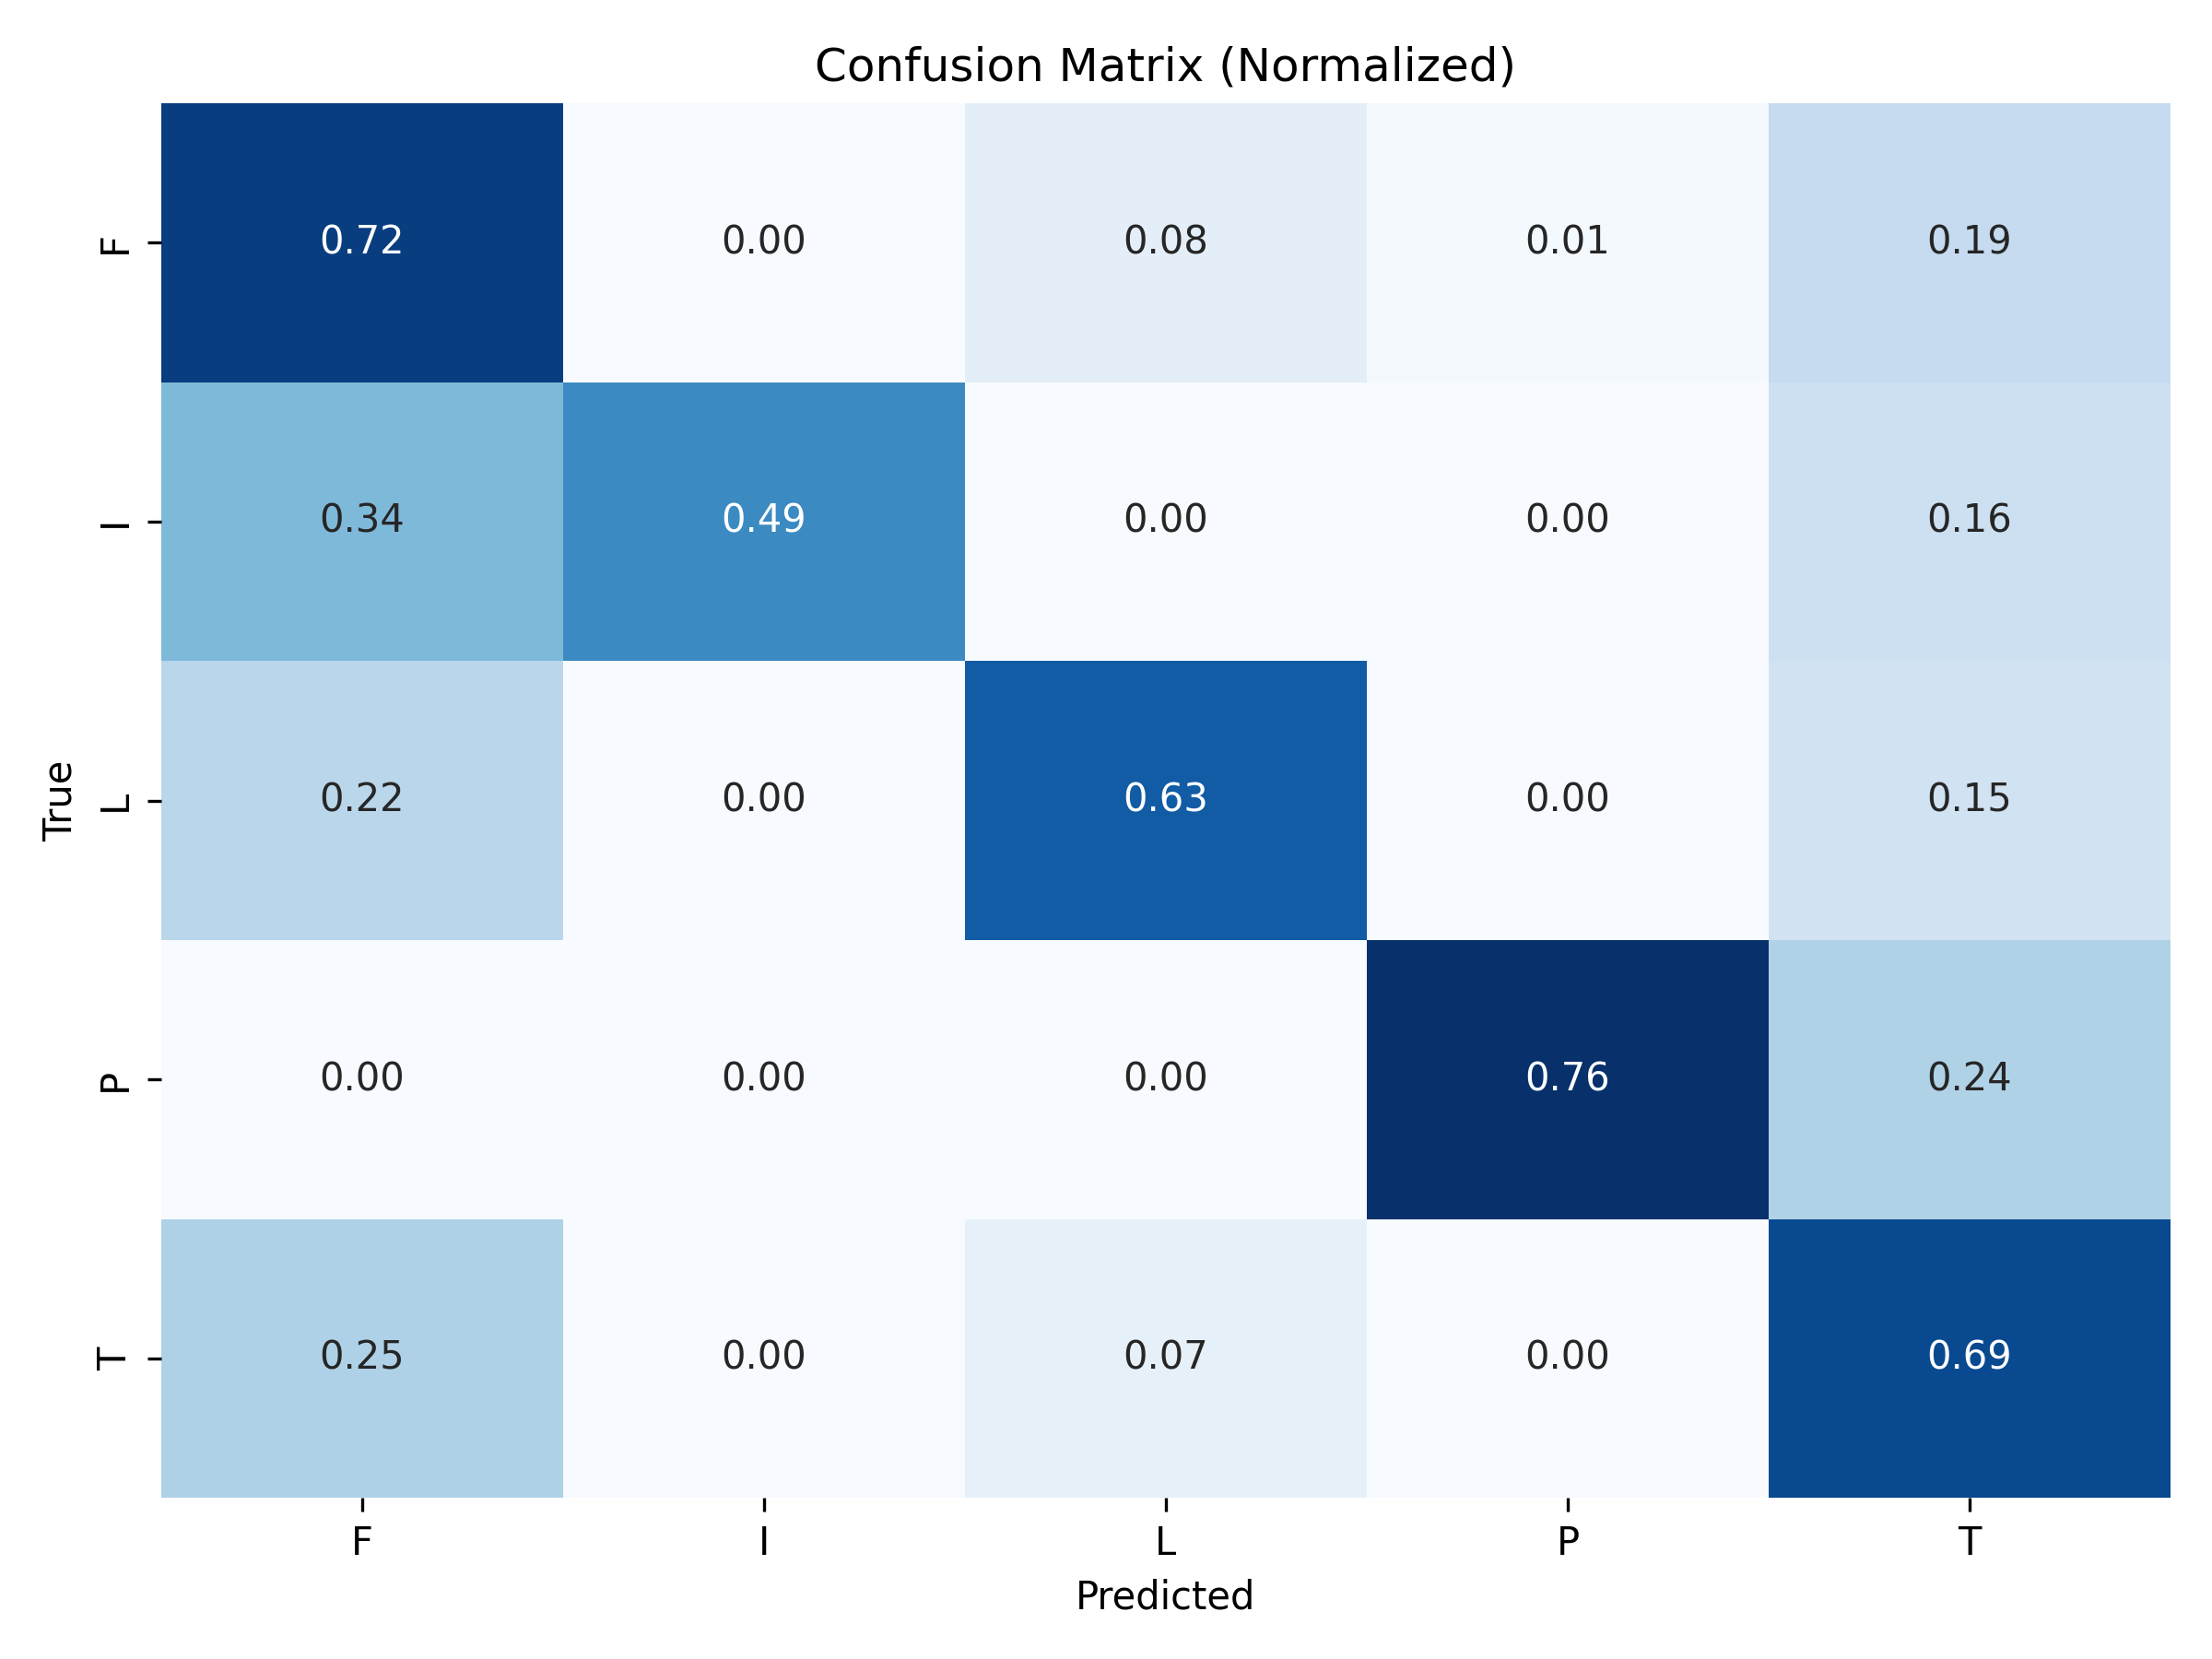 Confusion Matrix (Normalized)
F 0.72 0.00 0.08 0.01 0.19
I 0.34 0.49 0.00 0.00 0.16
L 0.22 0.00 0.63 0.00 0.15
P 0.00 0.00 0.00 0.76 0.24
T 0.25 0.00 0.07 0.00 0.69
True
F I L P T
Predicted